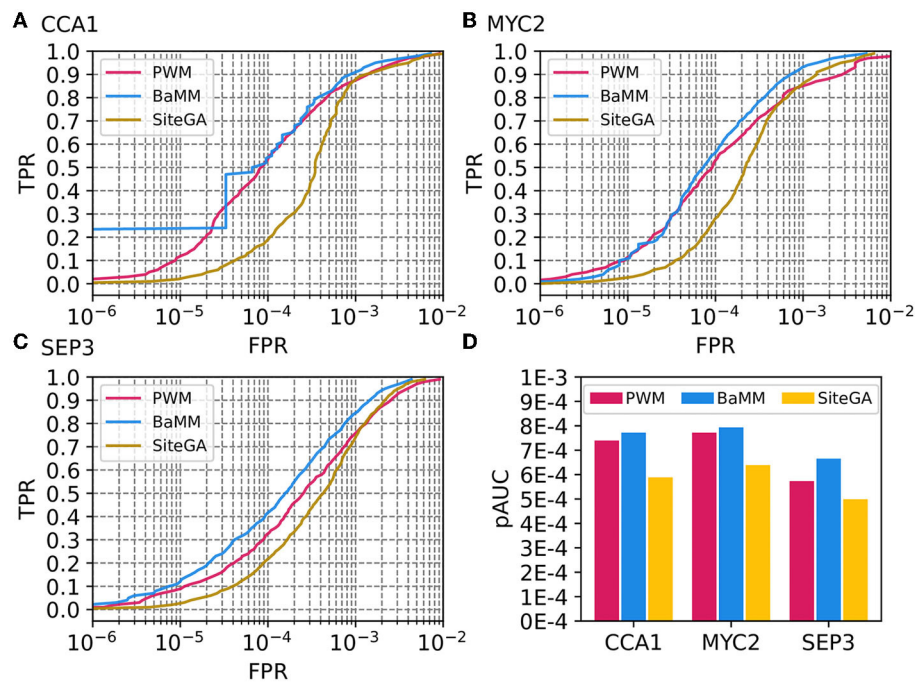 A CCA1
1.0
0.9
0.8
0.7
0.6
0.5
0.4
0.3
0.2
0.1
0.0
TPR
PWM
BaMM
SiteGA
10⁻⁶ 10⁻⁵ 10⁻⁴ 10⁻³ 10⁻²
FPR
B MYC2
1.0
0.9
0.8
0.7
0.6
0.5
0.4
0.3
0.2
0.1
0.0
TPR
PWM
BaMM
SiteGA
10⁻⁶ 10⁻⁵ 10⁻⁴ 10⁻³ 10⁻²
FPR
C SEP3
1.0
0.9
0.8
0.7
0.6
0.5
0.4
0.3
0.2
0.1
0.0
TPR
PWM
BaMM
SiteGA
10⁻⁶ 10⁻⁵ 10⁻⁴ 10⁻³ 10⁻²
FPR
D
1E-3
9E-4
8E-4
7E-4
6E-4
5E-4
4E-4
3E-4
2E-4
1E-4
0E-4
pAUC
PWM BaMM SiteGA
CCA1 MYC2 SEP3